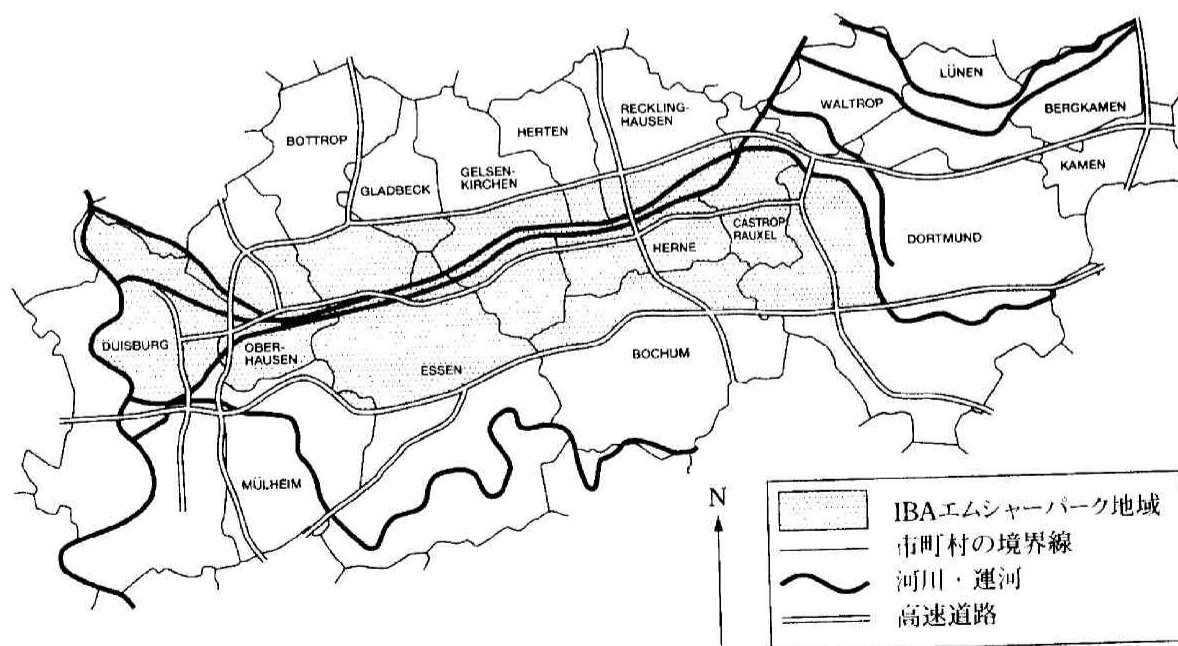 LÜNEN
WALTROP
BERGKAMEN
RECKLING-
HAUSEN
HERTEN
BOTTROP
KAMEN
GELSEN-
KIRCHEN
GLADBECK
CASTROP
RAUXEL
DORTMUND
HERNE
DUISBURG
OBER-
HAUSEN
BOCHUM
ESSEN
MÜLHEIM
N
IBAエムシャーパーク地域
市町村の境界線
河川・運河
高速道路